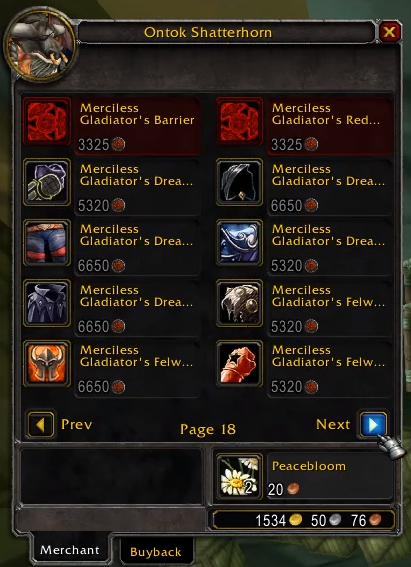 Ontok Shatterhorn
Merciless
Gladiator's Barrier
3325
Merciless
Gladiator's Red...
3325
Merciless
Gladiator's Drea...
5320
Merciless
Gladiator's Drea...
6650
Merciless
Gladiator's Drea...
6650
Merciless
Gladiator's Drea...
5320
Merciless
Gladiator's Drea...
6650
Merciless
Gladiator's Felw...
5320
Merciless
Gladiator's Felw...
6650
Merciless
Gladiator's Felw...
5320
Prev
Page 18
Next
2
Peacebloom
20
1534 50 76
Merchant
Buyback